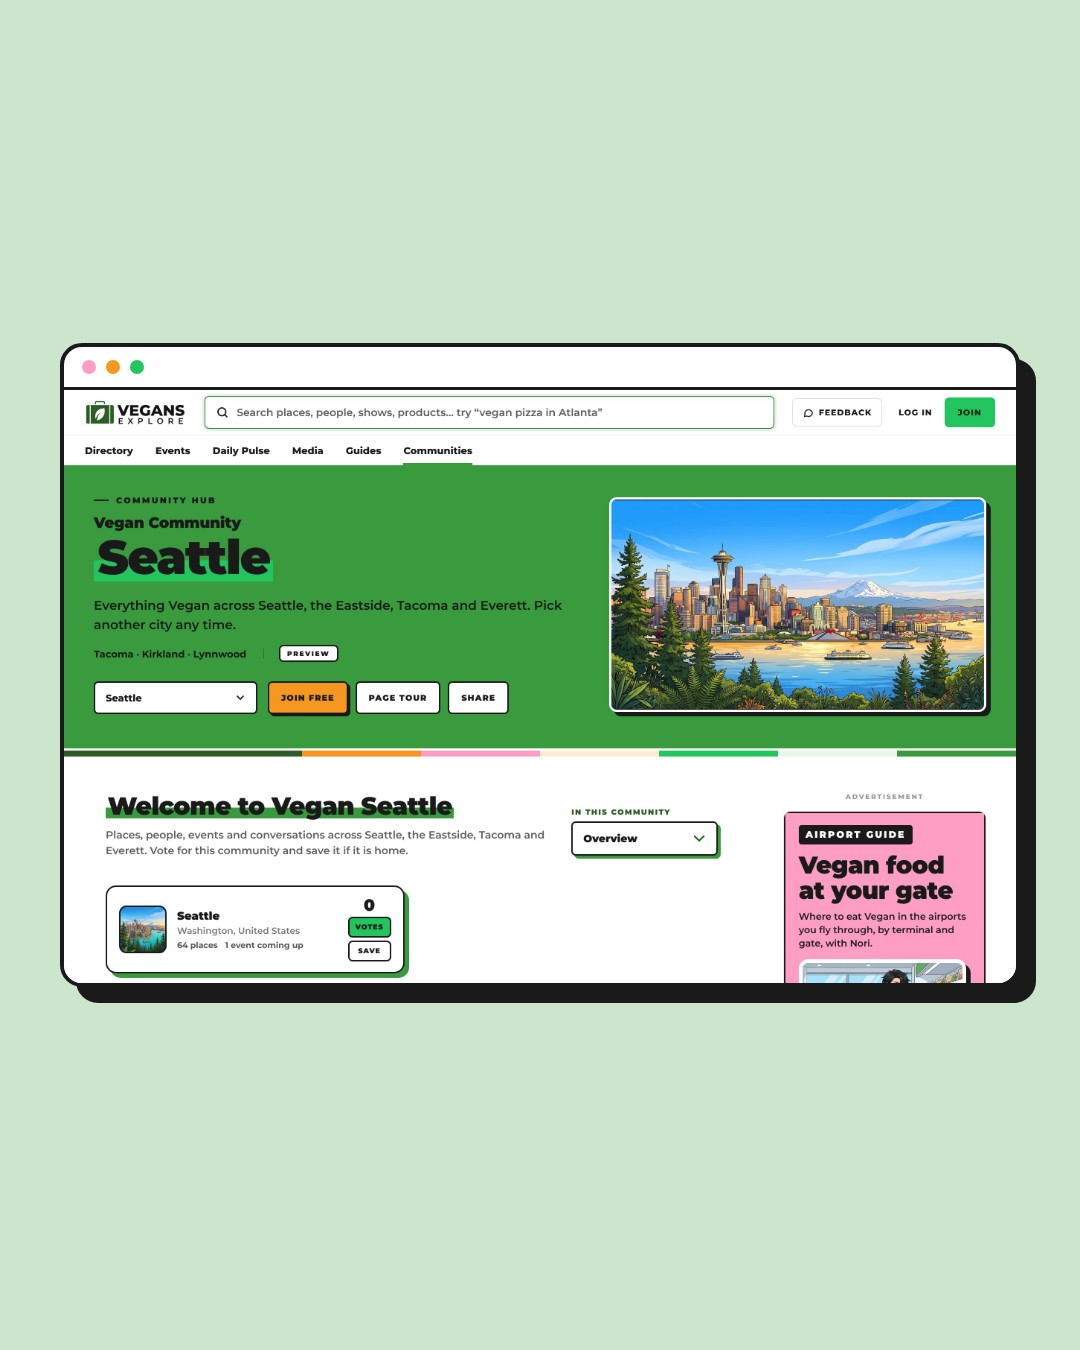 VEGANS
EXPLORE
Search places, people, shows, products... try “vegan pizza in Atlanta”
FEEDBACK
LOG IN
JOIN
Directory
Events
Daily Pulse
Media
Guides
Communities
COMMUNITY HUB
Vegan Community
Seattle
Everything Vegan across Seattle, the Eastside, Tacoma and Everett. Pick
another city any time.
Tacoma · Kirkland · Lynnwood
PREVIEW
Seattle
JOIN FREE
PAGE TOUR
SHARE
Welcome to Vegan Seattle
Places, people, events and conversations across Seattle, the Eastside, Tacoma and
Everett. Vote for this community and save it if it is home.
IN THIS COMMUNITY
Overview
Seattle
Washington, United States
64 places 1 event coming up
0
VOTES
SAVE
ADVERTISEMENT
AIRPORT GUIDE
Vegan food
at your gate
Where to eat Vegan in the airports
you fly through, by terminal and
gate, with Nori.